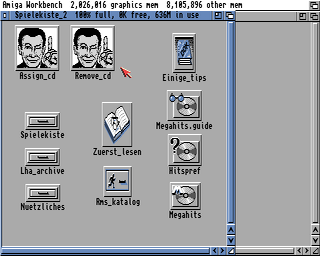 Amiga Workbench 2,026,016 graphics mem 8,105,896 other mem
Spielekiste_2 100% full, 0K free, 636M in use
Assign_cd
Remove_cd
Einige_tips
Spielekiste
Zuerst_lesen
Megahits.guide
Lha_archive
Hitspref
Nuetzliches
Rms_katalog
Megahits